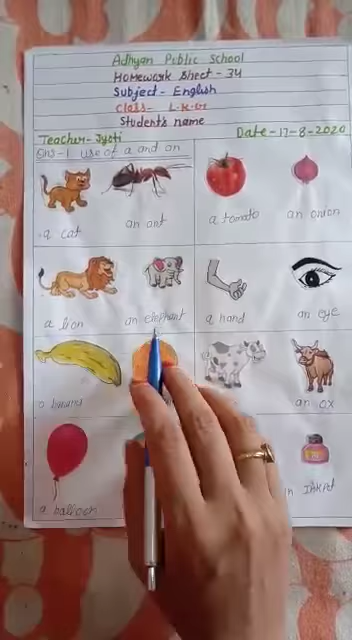 Adhyan Public School
Homework Sheet - 34
Subject - English
Class - L.K.G
Student's name
Teacher - Jyoti
Date - 17-8-2020
Use of a and an
a cat
an ant
a tomato
an onion
a lion
an elephant
a hand
an eye
a banana
an ox
a balloon
an Inkpot